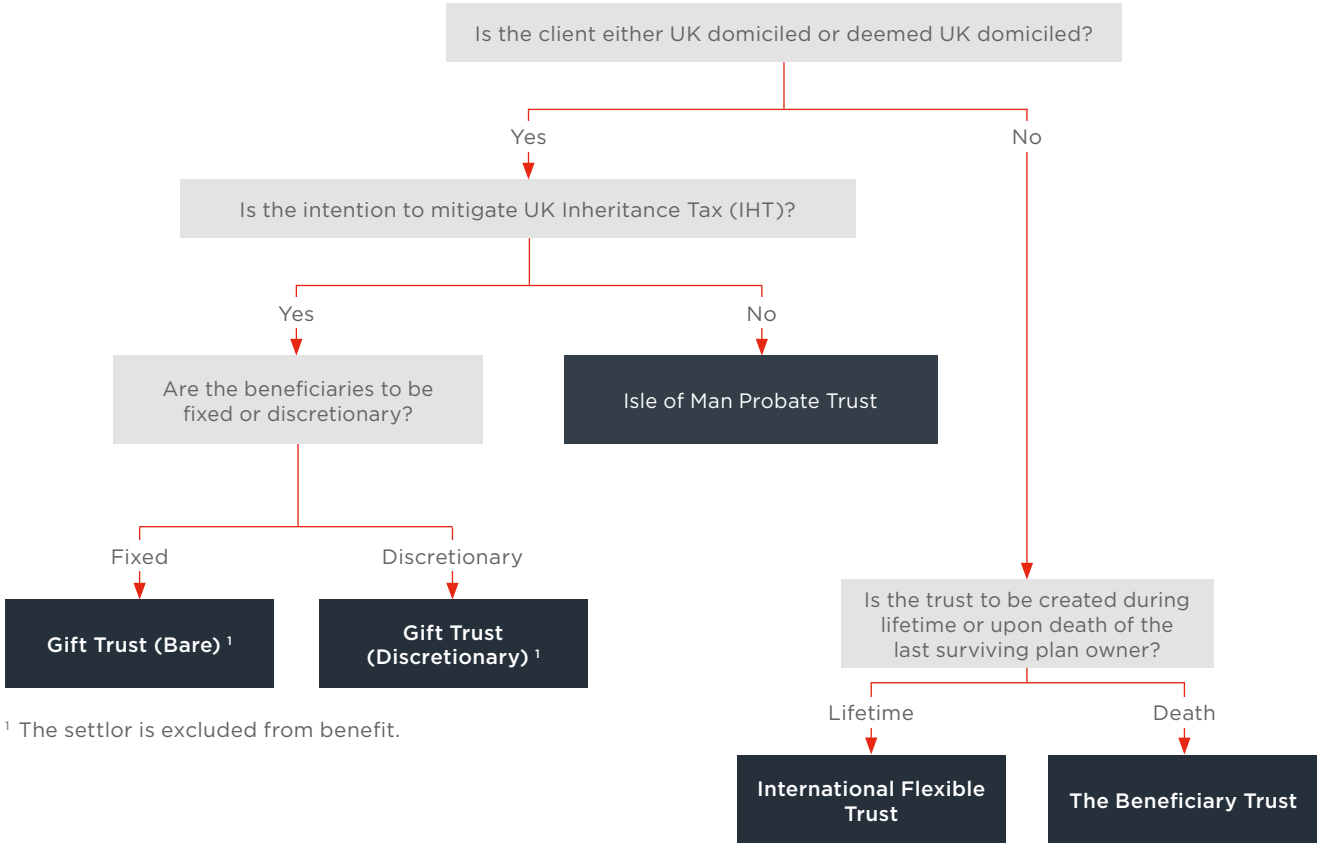 Is the client either UK domiciled or deemed UK domiciled?
Yes
No
Is the intention to mitigate UK Inheritance Tax (IHT)?
Yes
No
Are the beneficiaries to be
fixed or discretionary?
Isle of Man Probate Trust
Fixed
Discretionary
Gift Trust (Bare) ¹
Gift Trust
(Discretionary) ¹
Is the trust to be created during
lifetime or upon death of the
last surviving plan owner?
¹ The settlor is excluded from benefit.
Lifetime
Death
International Flexible
Trust
The Beneficiary Trust